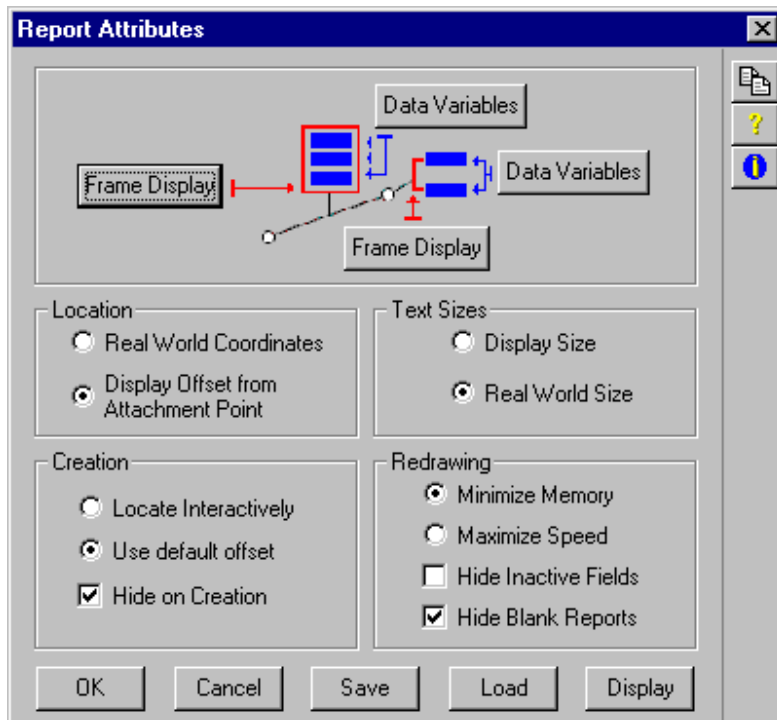 Report Attributes
Data Variables
Frame Display
Data Variables
Frame Display
Location
Real World Coordinates
Display Offset from
Attachment Point
Text Sizes
Display Size
Real World Size
Creation
Locate Interactively
Use default offset
Hide on Creation
Redrawing
Minimize Memory
Maximize Speed
Hide Inactive Fields
Hide Blank Reports
OK
Cancel
Save
Load
Display